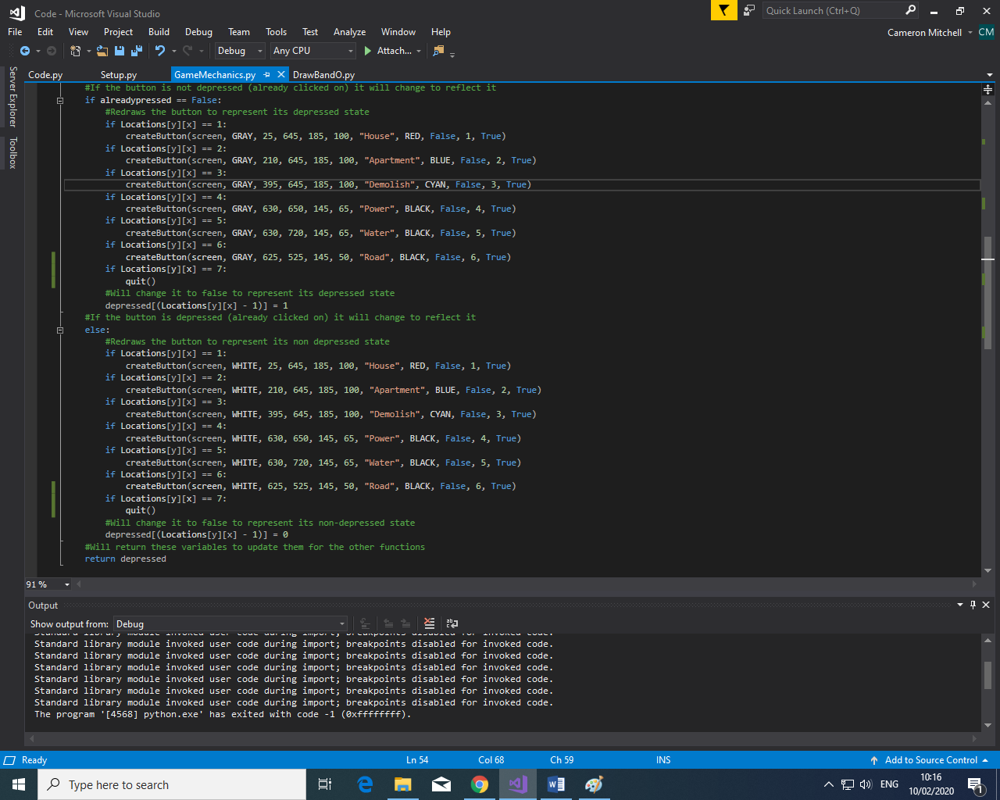 Code - Microsoft Visual Studio
Quick Launch (Ctrl+Q)
File Edit View Project Build Debug Team Tools Test Analyze Window Help
Cameron Mitchell CM
Debug Any CPU Attach...
Server Explorer
Toolbox
Code.py Setup.py GameMechanics.py DrawBandO.py
#If the button is not depressed (already clicked on) it will change to reflect it
if alreadypressed == False:
#Redraws the button to represent its depressed state
if Locations[y][x] == 1:
createButton(screen, GRAY, 25, 645, 185, 100, "House", RED, False, 1, True)
if Locations[y][x] == 2:
createButton(screen, GRAY, 210, 645, 185, 100, "Apartment", BLUE, False, 2, True)
if Locations[y][x] == 3:
createButton(screen, GRAY, 395, 645, 185, 100, "Demolish", CYAN, False, 3, True)
if Locations[y][x] == 4:
createButton(screen, GRAY, 630, 650, 145, 65, "Power", BLACK, False, 4, True)
if Locations[y][x] == 5:
createButton(screen, GRAY, 630, 720, 145, 65, "Water", BLACK, False, 5, True)
if Locations[y][x] == 6:
createButton(screen, GRAY, 625, 525, 145, 50, "Road", BLACK, False, 6, True)
if Locations[y][x] == 7:
quit()
#Will change it to false to represent its depressed state
depressed[(Locations[y][x] - 1)] = 1
#If the button is depressed (already clicked on) it will change to reflect it
else:
#Redraws the button to represent its non depressed state
if Locations[y][x] == 1:
createButton(screen, WHITE, 25, 645, 185, 100, "House", RED, False, 1, True)
if Locations[y][x] == 2:
createButton(screen, WHITE, 210, 645, 185, 100, "Apartment", BLUE, False, 2, True)
if Locations[y][x] == 3:
createButton(screen, WHITE, 395, 645, 185, 100, "Demolish", CYAN, False, 3, True)
if Locations[y][x] == 4:
createButton(screen, WHITE, 630, 650, 145, 65, "Power", BLACK, False, 4, True)
if Locations[y][x] == 5:
createButton(screen, WHITE, 630, 720, 145, 65, "Water", BLACK, False, 5, True)
if Locations[y][x] == 6:
createButton(screen, WHITE, 625, 525, 145, 50, "Road", BLACK, False, 6, True)
if Locations[y][x] == 7:
quit()
#Will change it to false to represent its non-depressed state
depressed[(Locations[y][x] - 1)] = 0
#Will return these variables to update them for the other functions
return depressed
91 %
Output
Show output from: Debug
Standard library module invoked user code during import; breakpoints disabled for invoked code.
Standard library module invoked user code during import; breakpoints disabled for invoked code.
Standard library module invoked user code during import; breakpoints disabled for invoked code.
Standard library module invoked user code during import; breakpoints disabled for invoked code.
Standard library module invoked user code during import; breakpoints disabled for invoked code.
Standard library module invoked user code during import; breakpoints disabled for invoked code.
Standard library module invoked user code during import; breakpoints disabled for invoked code.
The program '[4568] python.exe' has exited with code -1 (0xffffffff).
Ready Ln 54 Col 68 Ch 59 INS Add to Source Control
Type here to search
ENG 10:16
10/02/2020
1